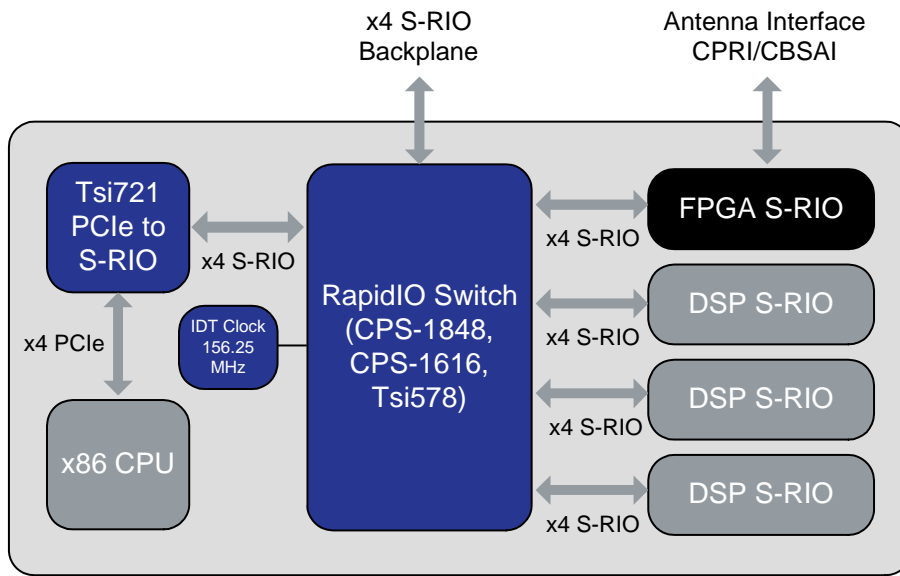 x4 S-RIO
Backplane
Antenna Interface
CPRI/CBSAI
Tsi721
PCIe to
S-RIO
x4 S-RIO
x4 PCIe
IDT Clock
156.25
MHz
x86 CPU
RapidIO Switch
(CPS-1848,
CPS-1616,
Tsi578)
x4 S-RIO
FPGA S-RIO
x4 S-RIO
DSP S-RIO
x4 S-RIO
DSP S-RIO
x4 S-RIO
DSP S-RIO